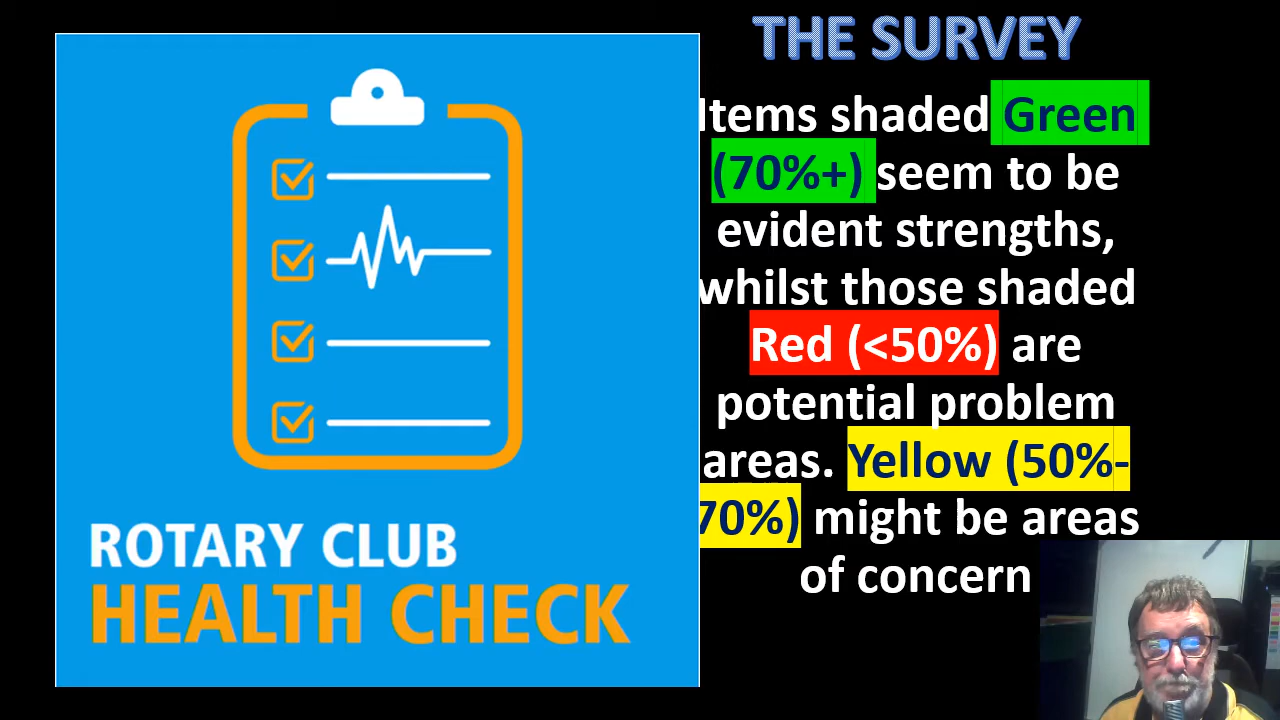 THE SURVEY
Items shaded Green
(70%+) seem to be
evident strengths,
whilst those shaded
Red (<50%) are
potential problem
areas. Yellow (50%-
70%) might be areas
of concern
ROTARY CLUB
HEALTH CHECK